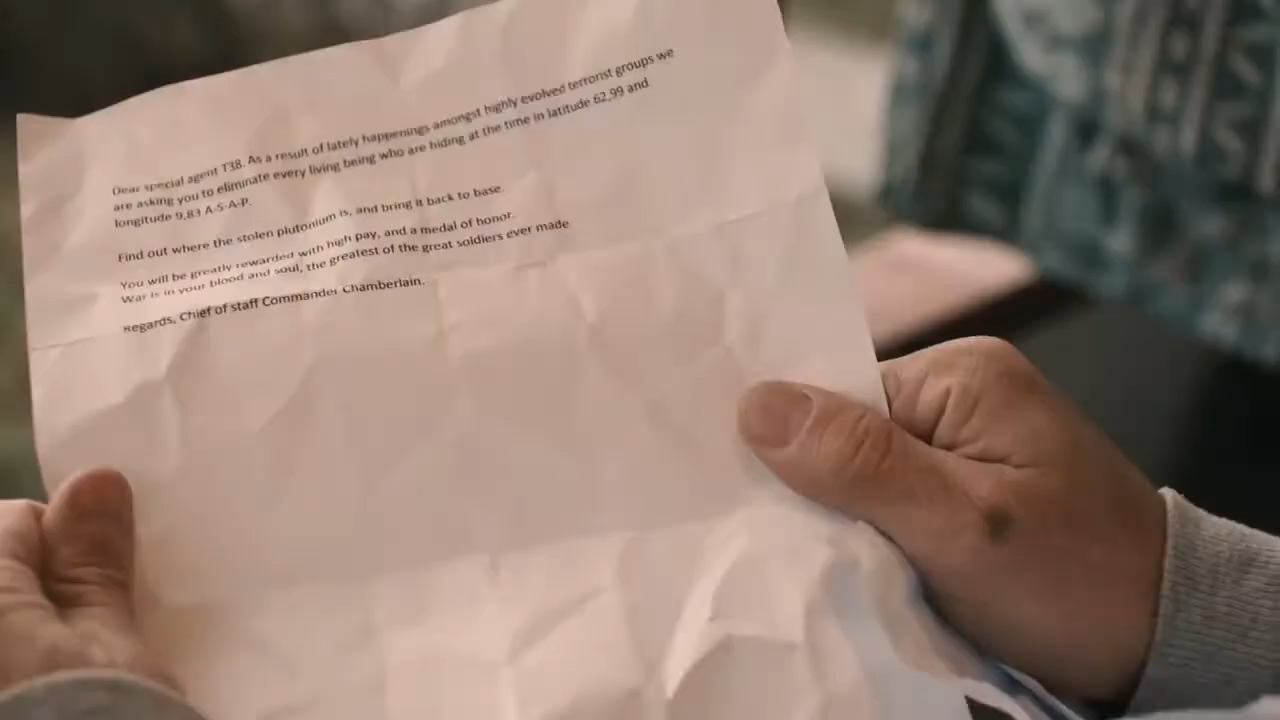 Dear special agent T38. As a result of lately happenings amongst highly evolved terrorist groups we
are asking you to eliminate every living being who are hiding at the time in latitude 62,99 and
longitude 9,83 A-S-A-P.
Find out where the stolen plutonium is, and bring it back to base.
You will be greatly rewarded with high pay, and a medal of honor.
War is in your blood and soul, the greatest of the great soldiers ever made
Regards, Chief of staff Commander Chamberlain.